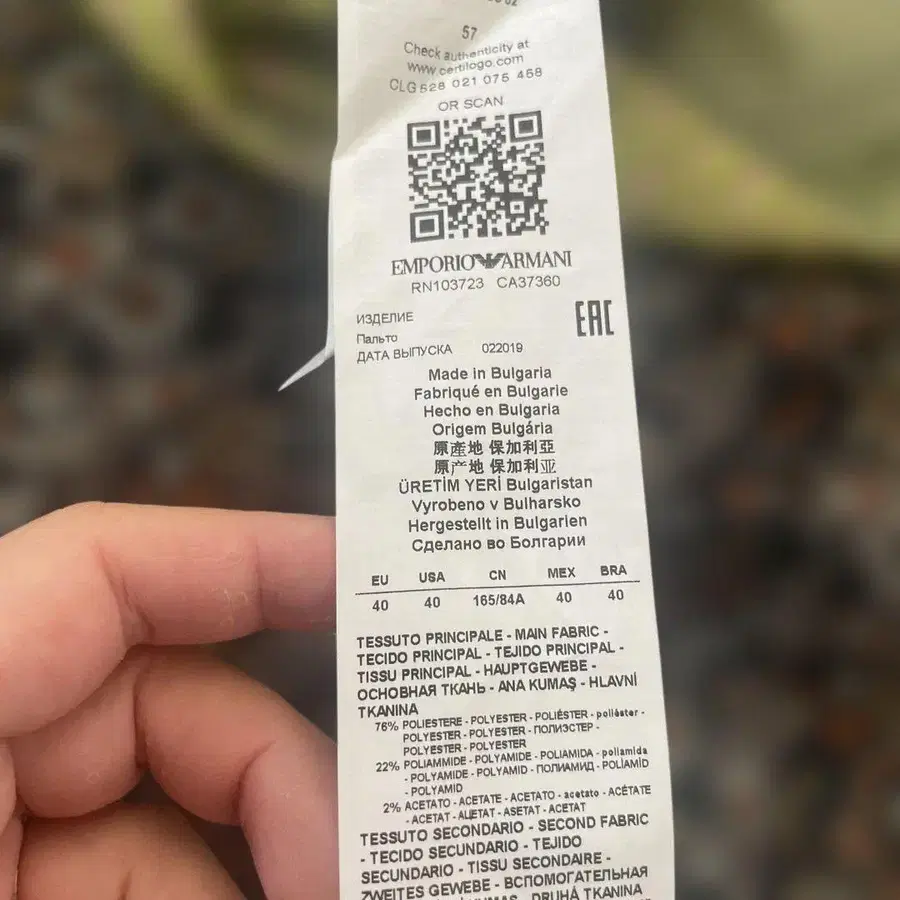 57
Check authenticity at
www.certilogo.com
CLG 528 021 075 468
OR SCAN
EMPORIO ARMANI
RN103723 CA37360
EAC
ИЗДЕЛИЕ
Пальто
ДАТА ВЫПУСКА 022019
Made in Bulgaria
Fabriqué en Bulgarie
Hecho en Bulgaria
Origem Bulgária
原產地 保加利亞
原产地 保加利亚
ÜRETİM YERİ Bulgaristan
Vyrobeno v Bulharsko
Hergestellt in Bulgarien
Сделано во Болгарии
EU USA CN MEX BRA
40 40 165/84A 40 40
TESSUTO PRINCIPALE - MAIN FABRIC -
TECIDO PRINCIPAL - TEJIDO PRINCIPAL -
TISSU PRINCIPAL - HAUPTGEWEBE -
ОСНОВНАЯ ТКАНЬ - ANA KUMAŞ - HLAVNÍ
TKANINA
76% POLIESTERE - POLYESTER - POLIÉSTER - poliéster -
POLYESTER - POLYESTER - ПОЛИЭСТЕР -
POLYESTER - POLYESTER
22% POLIAMMIDE - POLYAMIDE - POLIAMIDA - poliamida
- POLYAMIDE - POLYAMID - ПОЛИАМИД - POLİAMİD
- POLYAMID
2% ACETATO - ACETATE - ACETATO - acetato - ACÉTATE
- ACETAT - АЦЕТАТ - ASETAT - ACETAT
TESSUTO SECONDARIO - SECOND FABRIC
- TECIDO SECUNDARIO - TEJIDO
SECUNDARIO - TISSU SECONDAIRE -
ZWEITES GEWEBE - ВСПОМОГАТЕЛЬНАЯ
KUMAŞ - DRUHÁ TKANINA